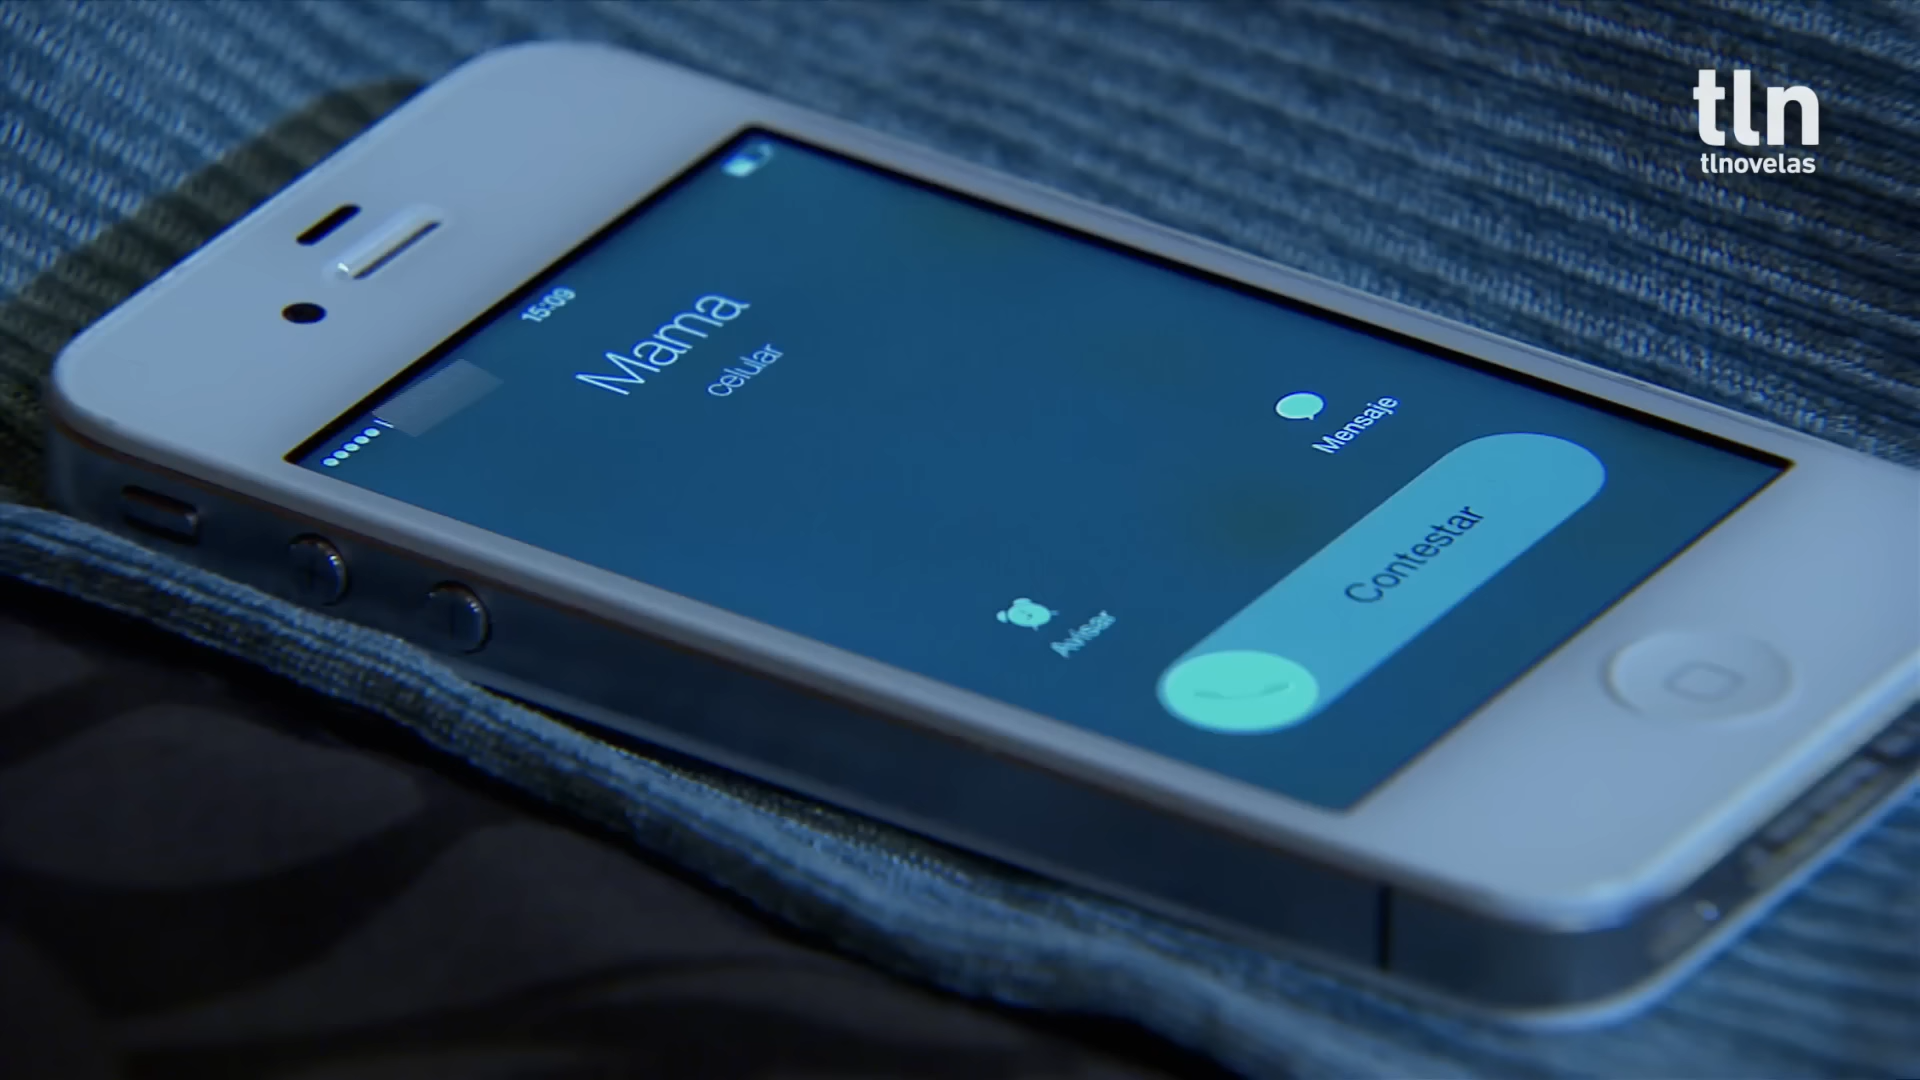 15:09
Mama
celular
Mensaje
Avisar
Contestar
tln
tlnovelas